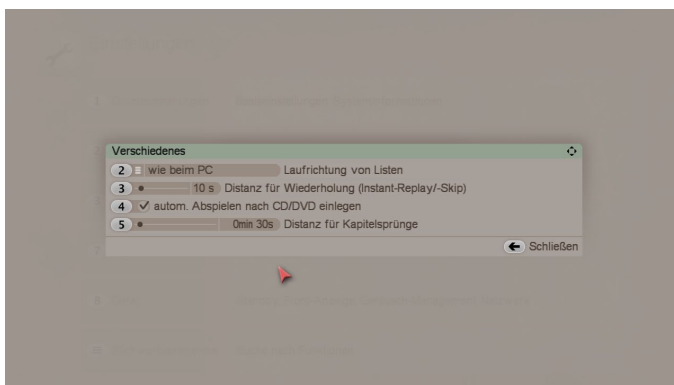 Verschiedenes
2 wie beim PC Laufrichtung von Listen
3 10 s Distanz für Wiederholung (Instant-Replay/-Skip)
4 autom. Abspielen nach CD/DVD einlegen
5 0min 30s Distanz für Kapitelsprünge
Schließen